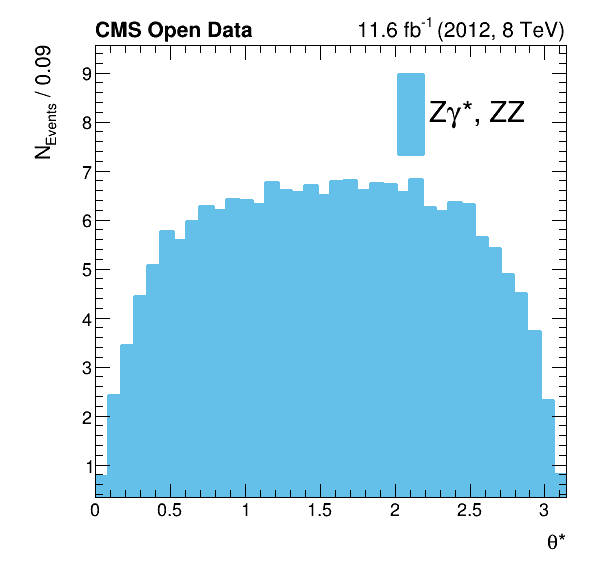 CMS Open Data 11.6 fb⁻¹ (2012, 8 TeV)
N_Events / 0.09
9
8
7
6
5
4
3
2
1
Zγ*, ZZ
0 0.5 1 1.5 2 2.5 3
θ*